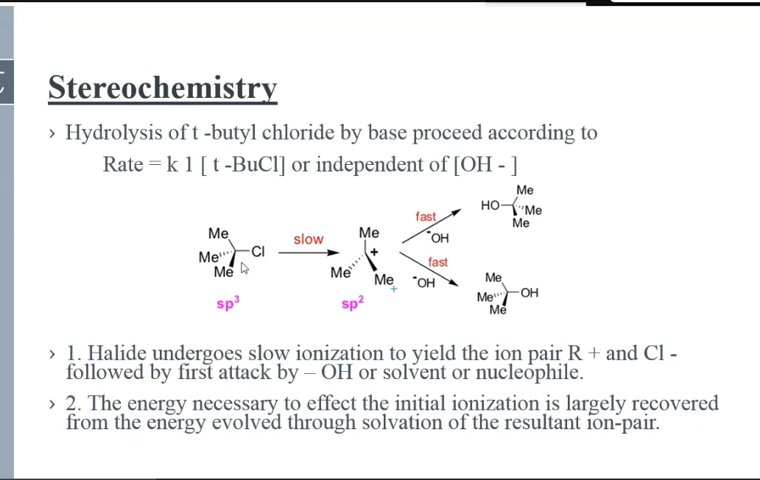 Stereochemistry
› Hydrolysis of t -butyl chloride by base proceed according to
Rate = k 1 [ t -BuCl] or independent of [OH - ]
Me
Me Cl
Me
sp³
slow
Me
+
Me
Me
sp²
fast
-OH
fast
-OH
Me
HO Me
Me
Me
Me OH
Me
› 1. Halide undergoes slow ionization to yield the ion pair R + and Cl -
followed by first attack by – OH or solvent or nucleophile.
› 2. The energy necessary to effect the initial ionization is largely recovered
from the energy evolved through solvation of the resultant ion-pair.